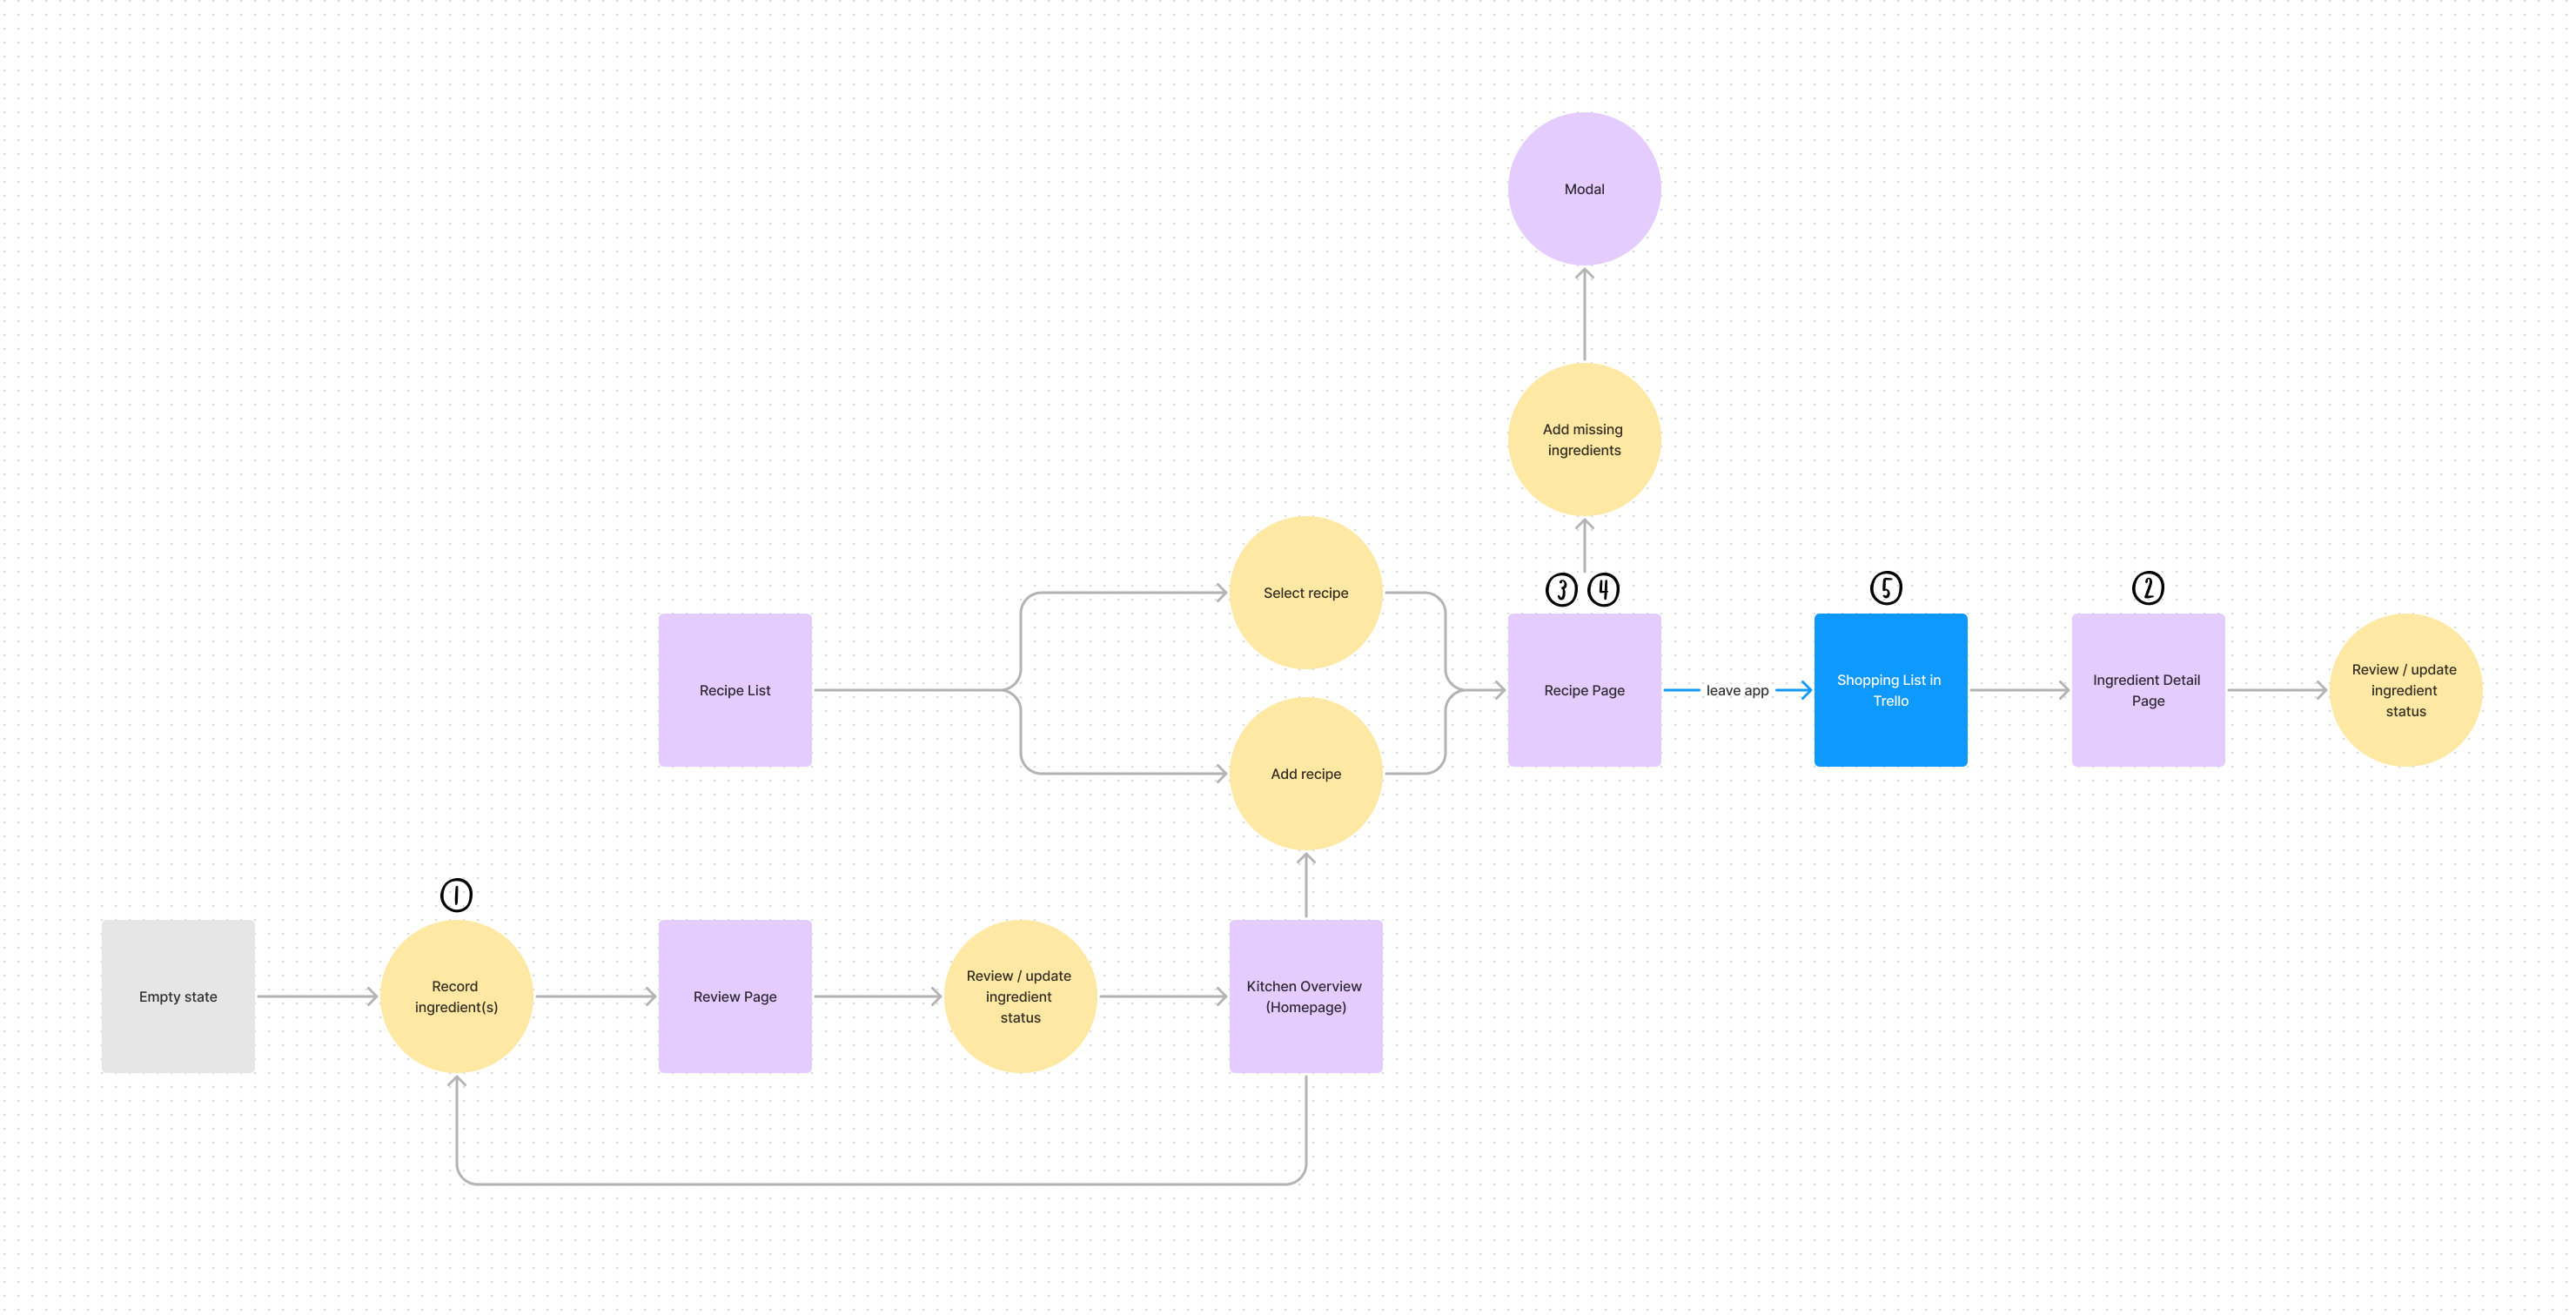 Modal
Add missing
ingredients
Select recipe
3
4
5
2
Recipe List
Recipe Page
leave app
Shopping List in
Trello
Ingredient Detail
Page
Review / update
ingredient
status
Add recipe
1
Empty state
Record
ingredient(s)
Review Page
Review / update
ingredient
status
Kitchen Overview
(Homepage)